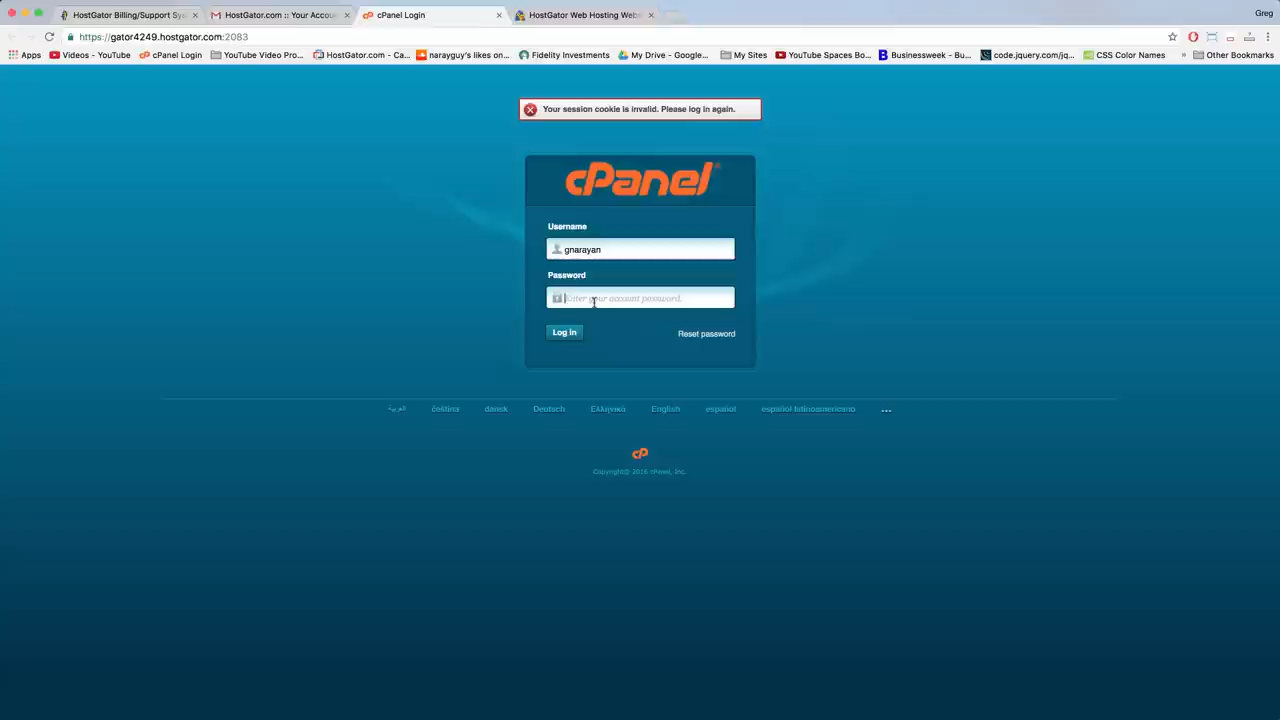 HostGator Billing/Support Sys
HostGator.com :: Your Accou
cPanel Login
HostGator Web Hosting Webs
Greg
https://gator4249.hostgator.com:2083
Apps
Videos - YouTube
cPanel Login
YouTube Video Pro...
HostGator.com - Ca...
narayguy's likes on...
Fidelity Investments
My Drive - Google...
My Sites
YouTube Spaces Bo...
Businessweek - Bu...
code.jquery.com/jq...
CSS Color Names
» Other Bookmarks
Your session cookie is invalid. Please log in again.
cPanel
Username
gnarayan
Password
Enter your account password.
Log in
Reset password
العربية čeština dansk Deutsch Ελληνικά English español español latinoamericano ...
cP
Copyright© 2016 cPanel, Inc.